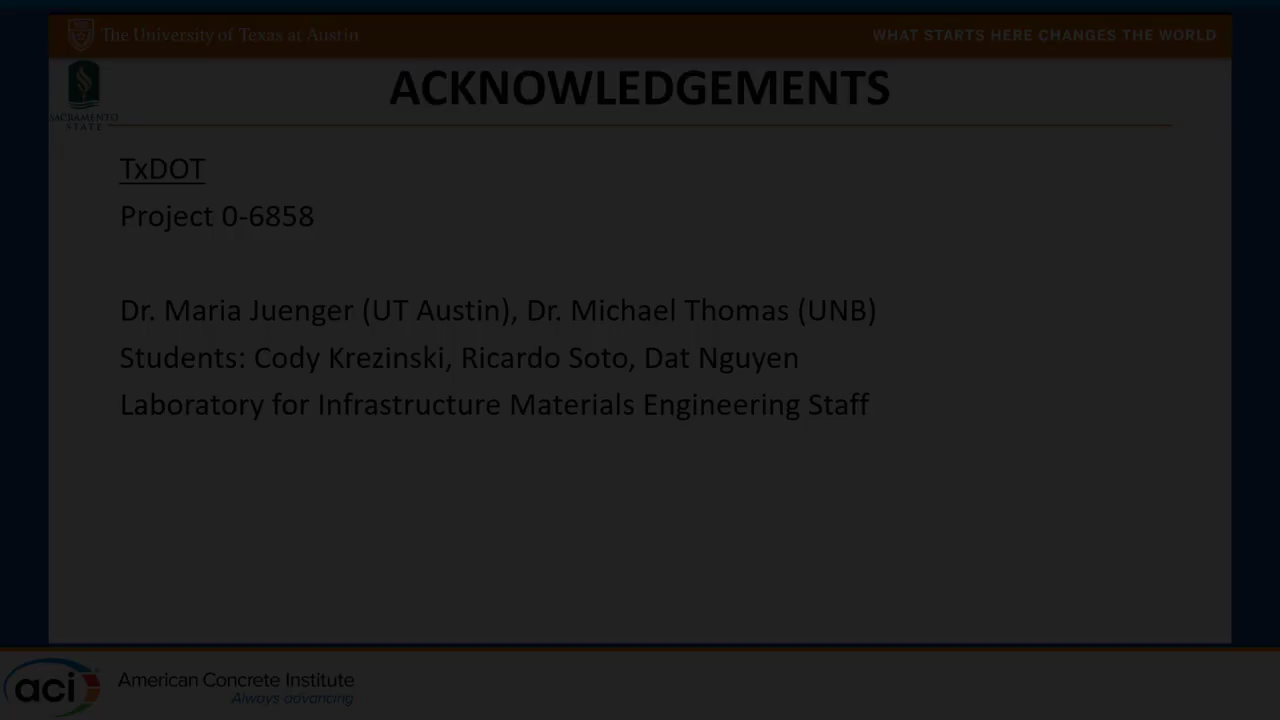 The University of Texas at Austin
WHAT STARTS HERE CHANGES THE WORLD
SACRAMENTO
STATE
ACKNOWLEDGEMENTS
TxDOT
Project 0-6858
Dr. Maria Juenger (UT Austin), Dr. Michael Thomas (UNB)
Students: Cody Krezinski, Ricardo Soto, Dat Nguyen
Laboratory for Infrastructure Materials Engineering Staff
aci
American Concrete Institute
Always advancing